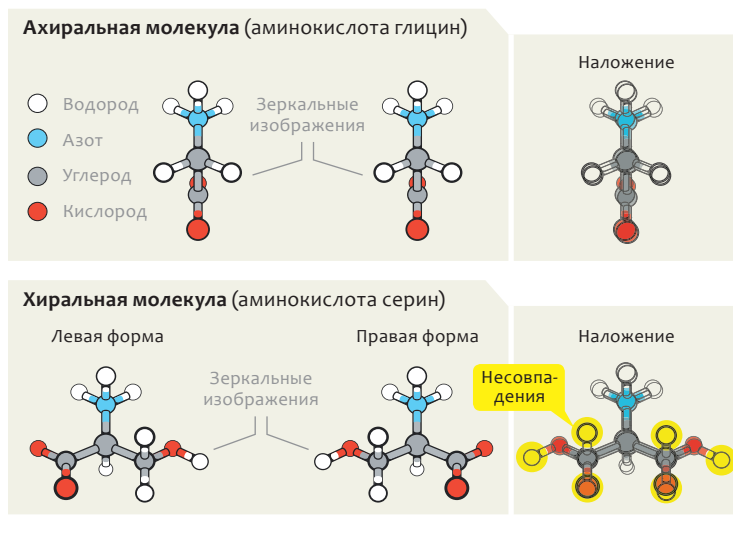 Ахиральная молекула (аминокислота глицин)
Наложение
Водород
Азот
Углерод
Кислород
Зеркальные
изображения
Хиральная молекула (аминокислота серин)
Левая форма
Правая форма
Наложение
Зеркальные
изображения
Несовпа-
дения